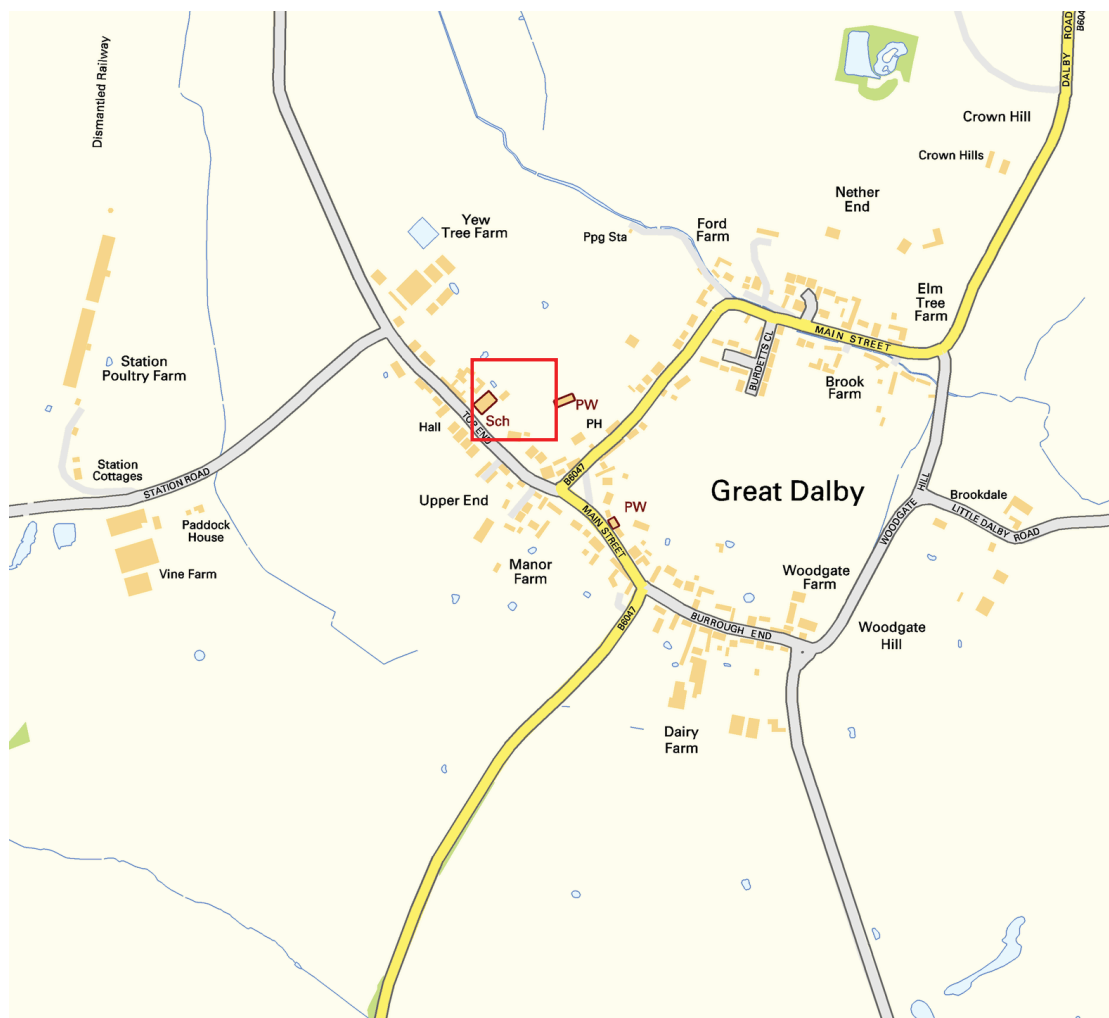 DALBY ROAD
B6047
Dismantled Railway
Crown Hill
Crown Hills
Nether
End
Yew
Tree Farm
Ppg Sta
Ford
Farm
Elm
Tree
Farm
MAIN STREET
BURDETTS CL
Station
Poultry Farm
Brook
Farm
Sch
PW
PH
Hall
TOP END
B6047
Station
Cottages
STATION ROAD
Upper End
Great Dalby
Brookdale
WOODGATE HILL
LITTLE DALBY ROAD
PW
MAIN STREET
Paddock
House
Vine Farm
Manor
Farm
Woodgate
Farm
B6047
BURROUGH END
Woodgate
Hill
Dairy
Farm